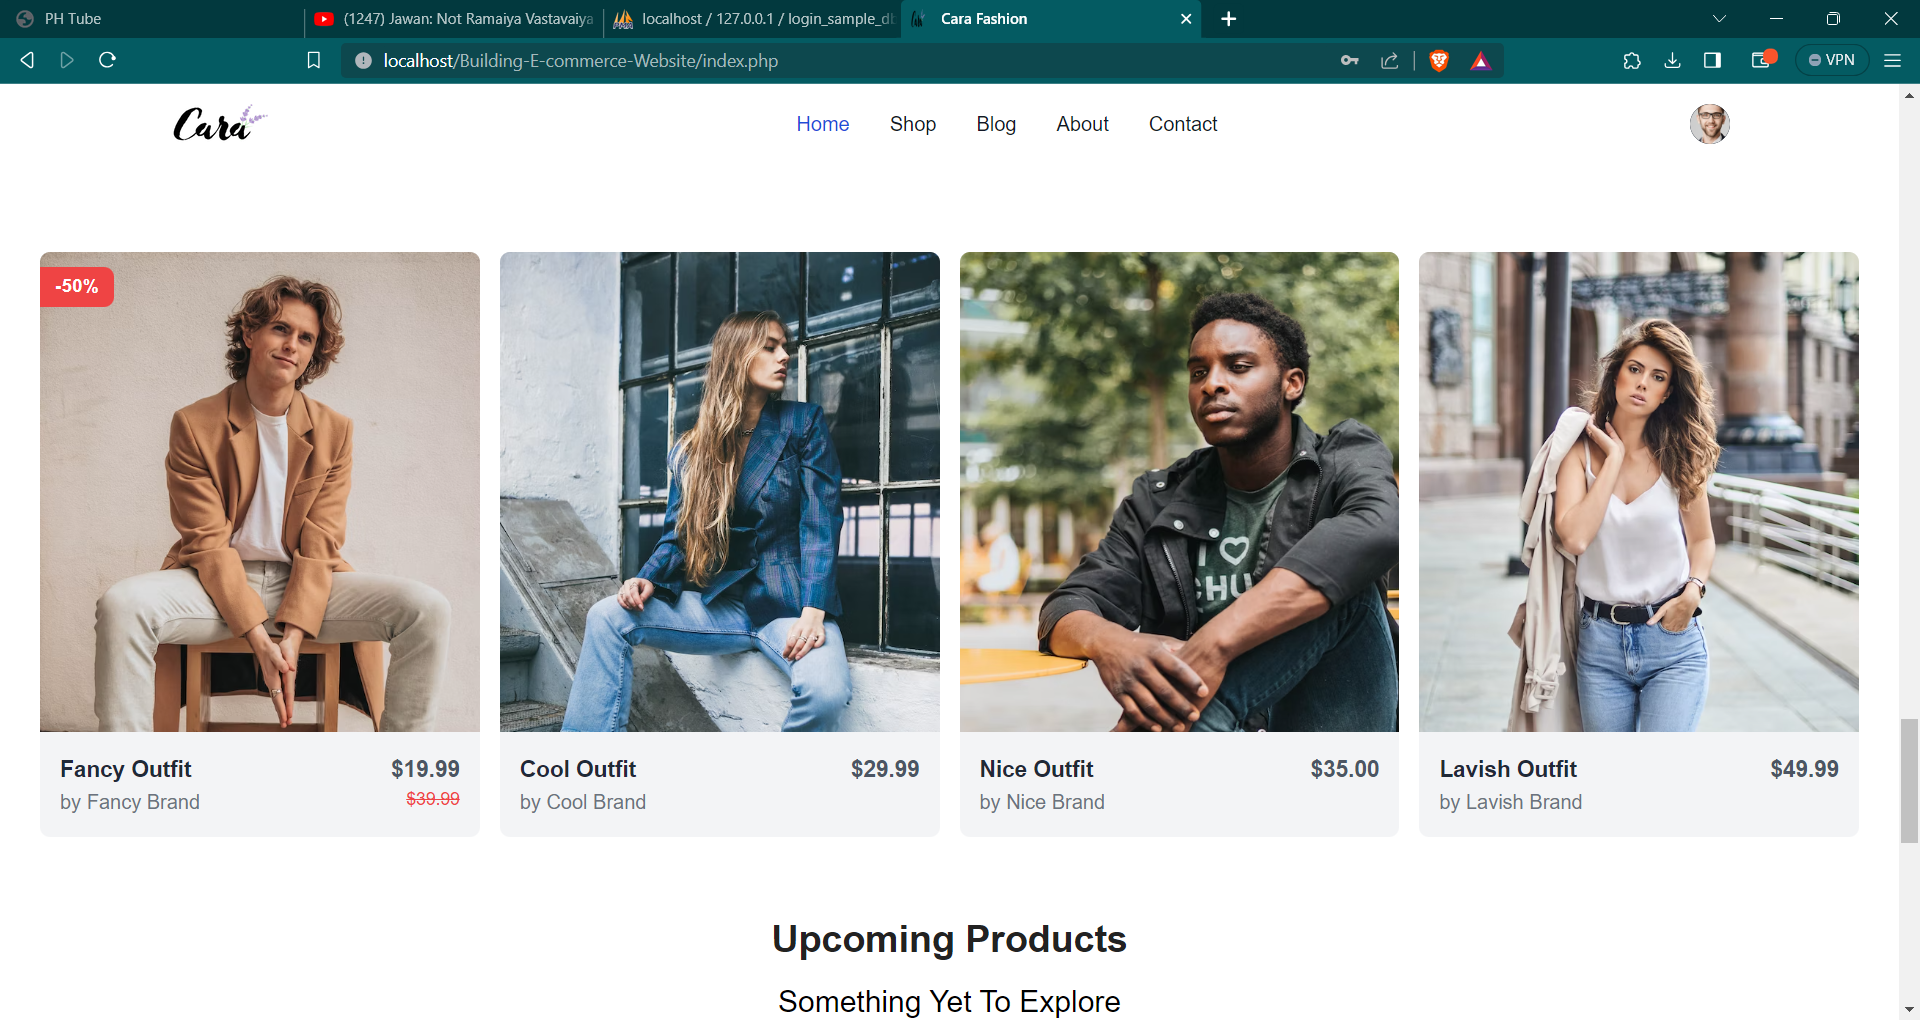 PH Tube
(1247) Jawan: Not Ramaiya Vastavaiya
localhost / 127.0.0.1 / login_sample_db
Cara Fashion
localhost/Building-E-commerce-Website/index.php
VPN
Cara
Home
Shop
Blog
About
Contact
-50%
I
CHU
Fancy Outfit
$19.99
by Fancy Brand
$39.99
Cool Outfit
$29.99
by Cool Brand
Nice Outfit
$35.00
by Nice Brand
Lavish Outfit
$49.99
by Lavish Brand
Upcoming Products
Something Yet To Explore